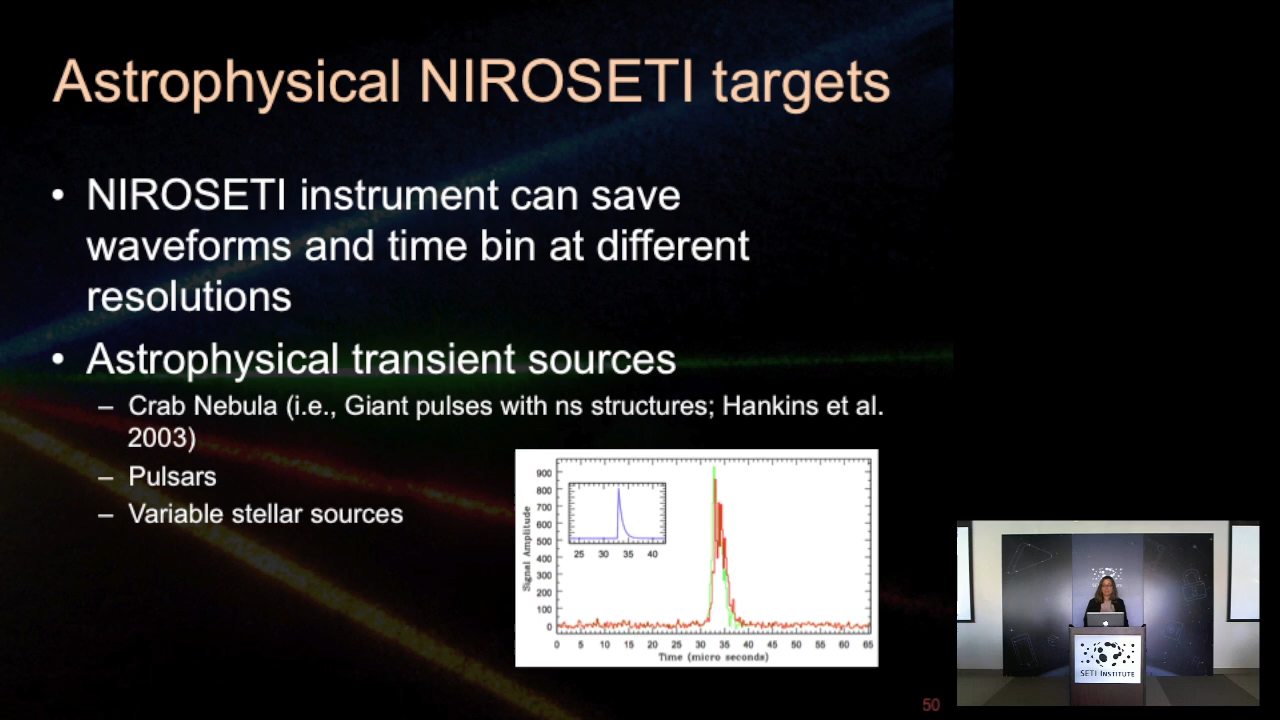 Astrophysical NIROSETI targets
• NIROSETI instrument can save
waveforms and time bin at different
resolutions
• Astrophysical transient sources
– Crab Nebula (i.e., Giant pulses with ns structures; Hankins et al.
2003)
– Pulsars
– Variable stellar sources
Signal Amplitude
900
800
700
600
500
400
300
200
100
0
25 30 35 40
0 5 10 15 20 25 30 35 40 45 50 55 60 65
Time (micro seconds)
50
SETI INSTITUTE